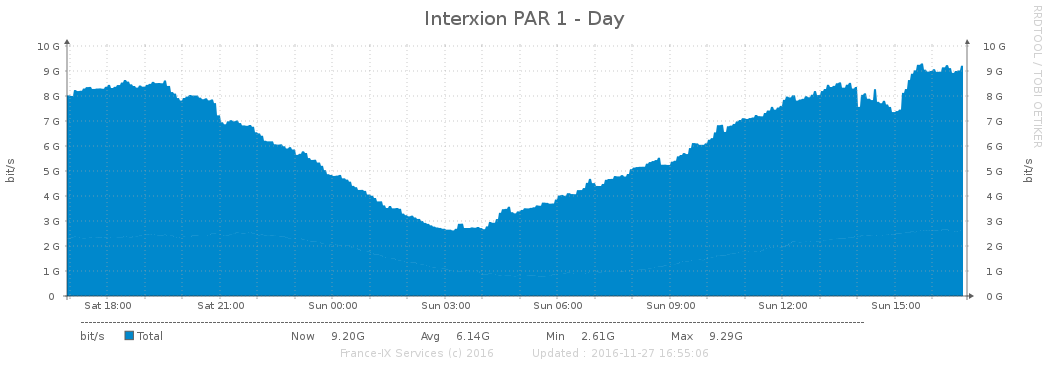 Interxion PAR 1 - Day
RRDTOOL / TOBI OETIKER
bit/s
10 G
9 G
8 G
7 G
6 G
5 G
4 G
3 G
2 G
1 G
0
10 G
9 G
8 G
7 G
6 G
5 G
4 G
3 G
2 G
1 G
0 G
bit/s
Sat 18:00 Sat 21:00 Sun 00:00 Sun 03:00 Sun 06:00 Sun 09:00 Sun 12:00 Sun 15:00
bit/s Total Now 9.20G Avg 6.14G Min 2.61G Max 9.29G
France-IX Services (c) 2016 Updated : 2016-11-27 16:55:06